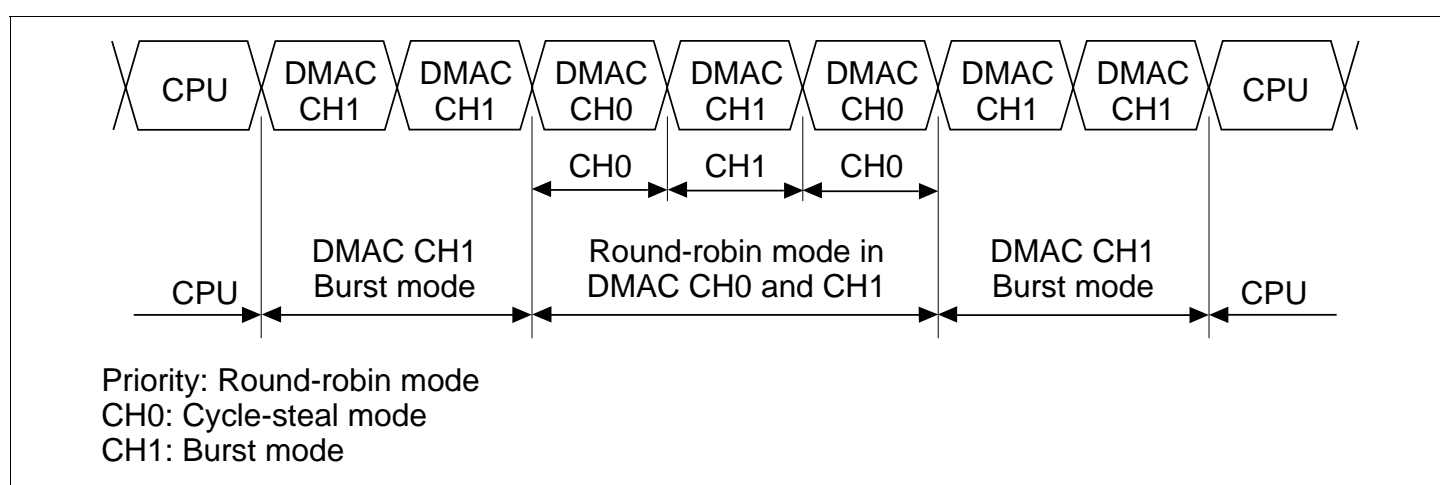 CPU
DMAC
CH1
DMAC
CH1
DMAC
CH0
DMAC
CH1
DMAC
CH0
DMAC
CH1
DMAC
CH1
CPU
CH0
CH1
CH0
CPU
DMAC CH1
Burst mode
Round-robin mode in
DMAC CH0 and CH1
DMAC CH1
Burst mode
CPU
Priority: Round-robin mode
CH0: Cycle-steal mode
CH1: Burst mode